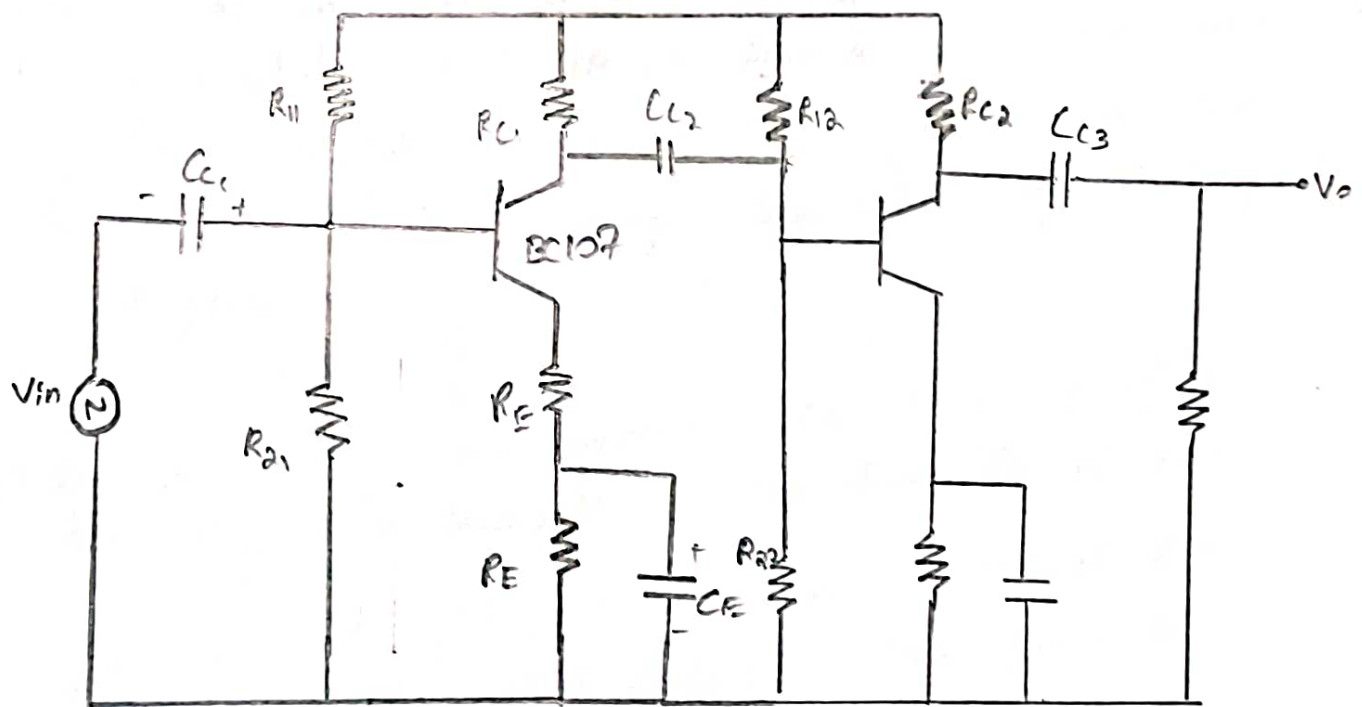 R11
RC1
CC2
R12
RC2
CC3
CC1
- +
Vo
BC107
Vin
R21
RE
RE
+
CE
-
R22